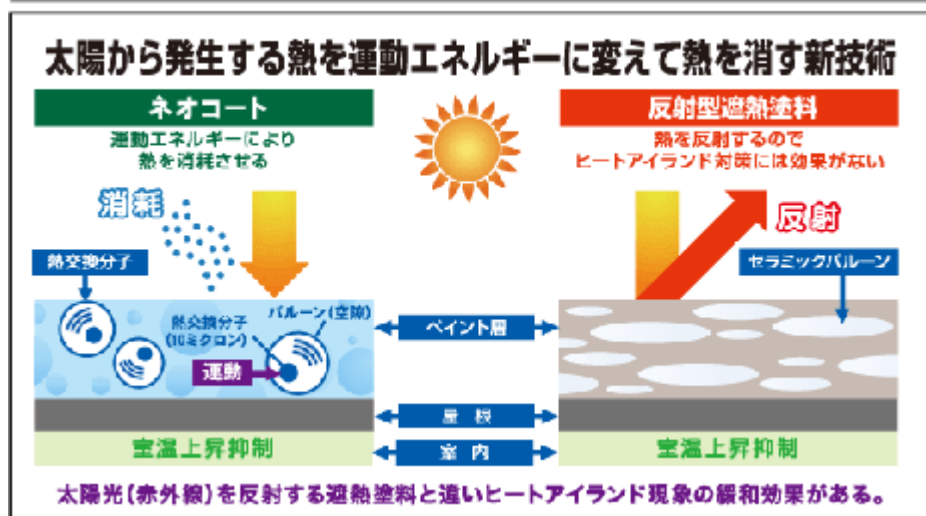 太陽から発生する熱を運動エネルギーに変えて熱を消す新技術
ネオコート
運動エネルギーにより
熱を消耗させる
反射型遮熱塗料
熱を反射するので
ヒートアイランド対策には効果がない
消耗
反射
熱交換分子
セラミックバルーン
熱交換分子
(10ミクロン)
バルーン(空隙)
運動
ペイント層
屋根
室内
室温上昇抑制
室温上昇抑制
太陽光(赤外線)を反射する遮熱塗料と違いヒートアイランド現象の緩和効果がある。